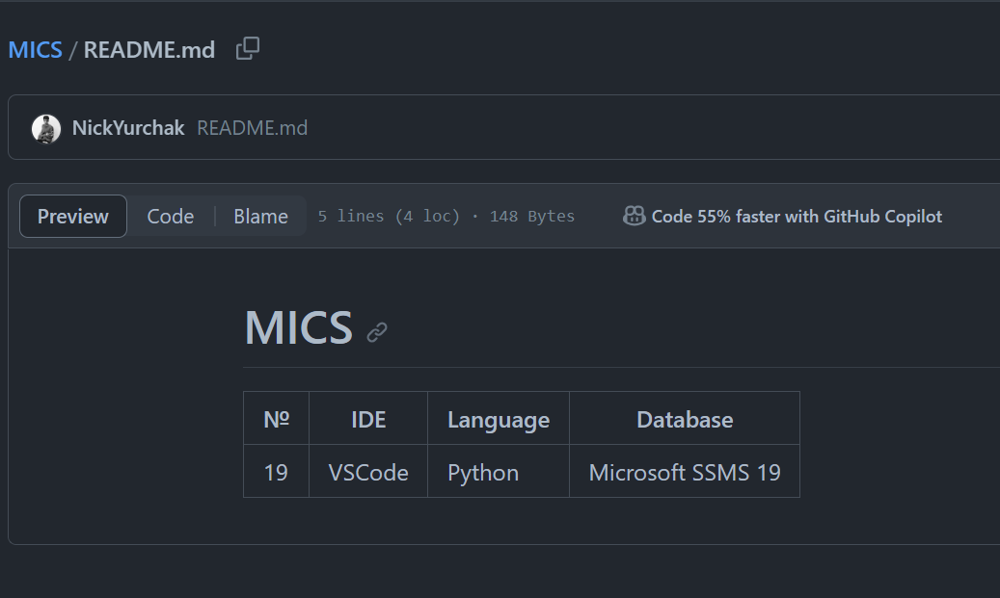 MICS / README.md
NickYurchak README.md
Preview Code Blame 5 lines (4 loc) · 148 Bytes Code 55% faster with GitHub Copilot
MICS
№ IDE Language Database
19 VSCode Python Microsoft SSMS 19